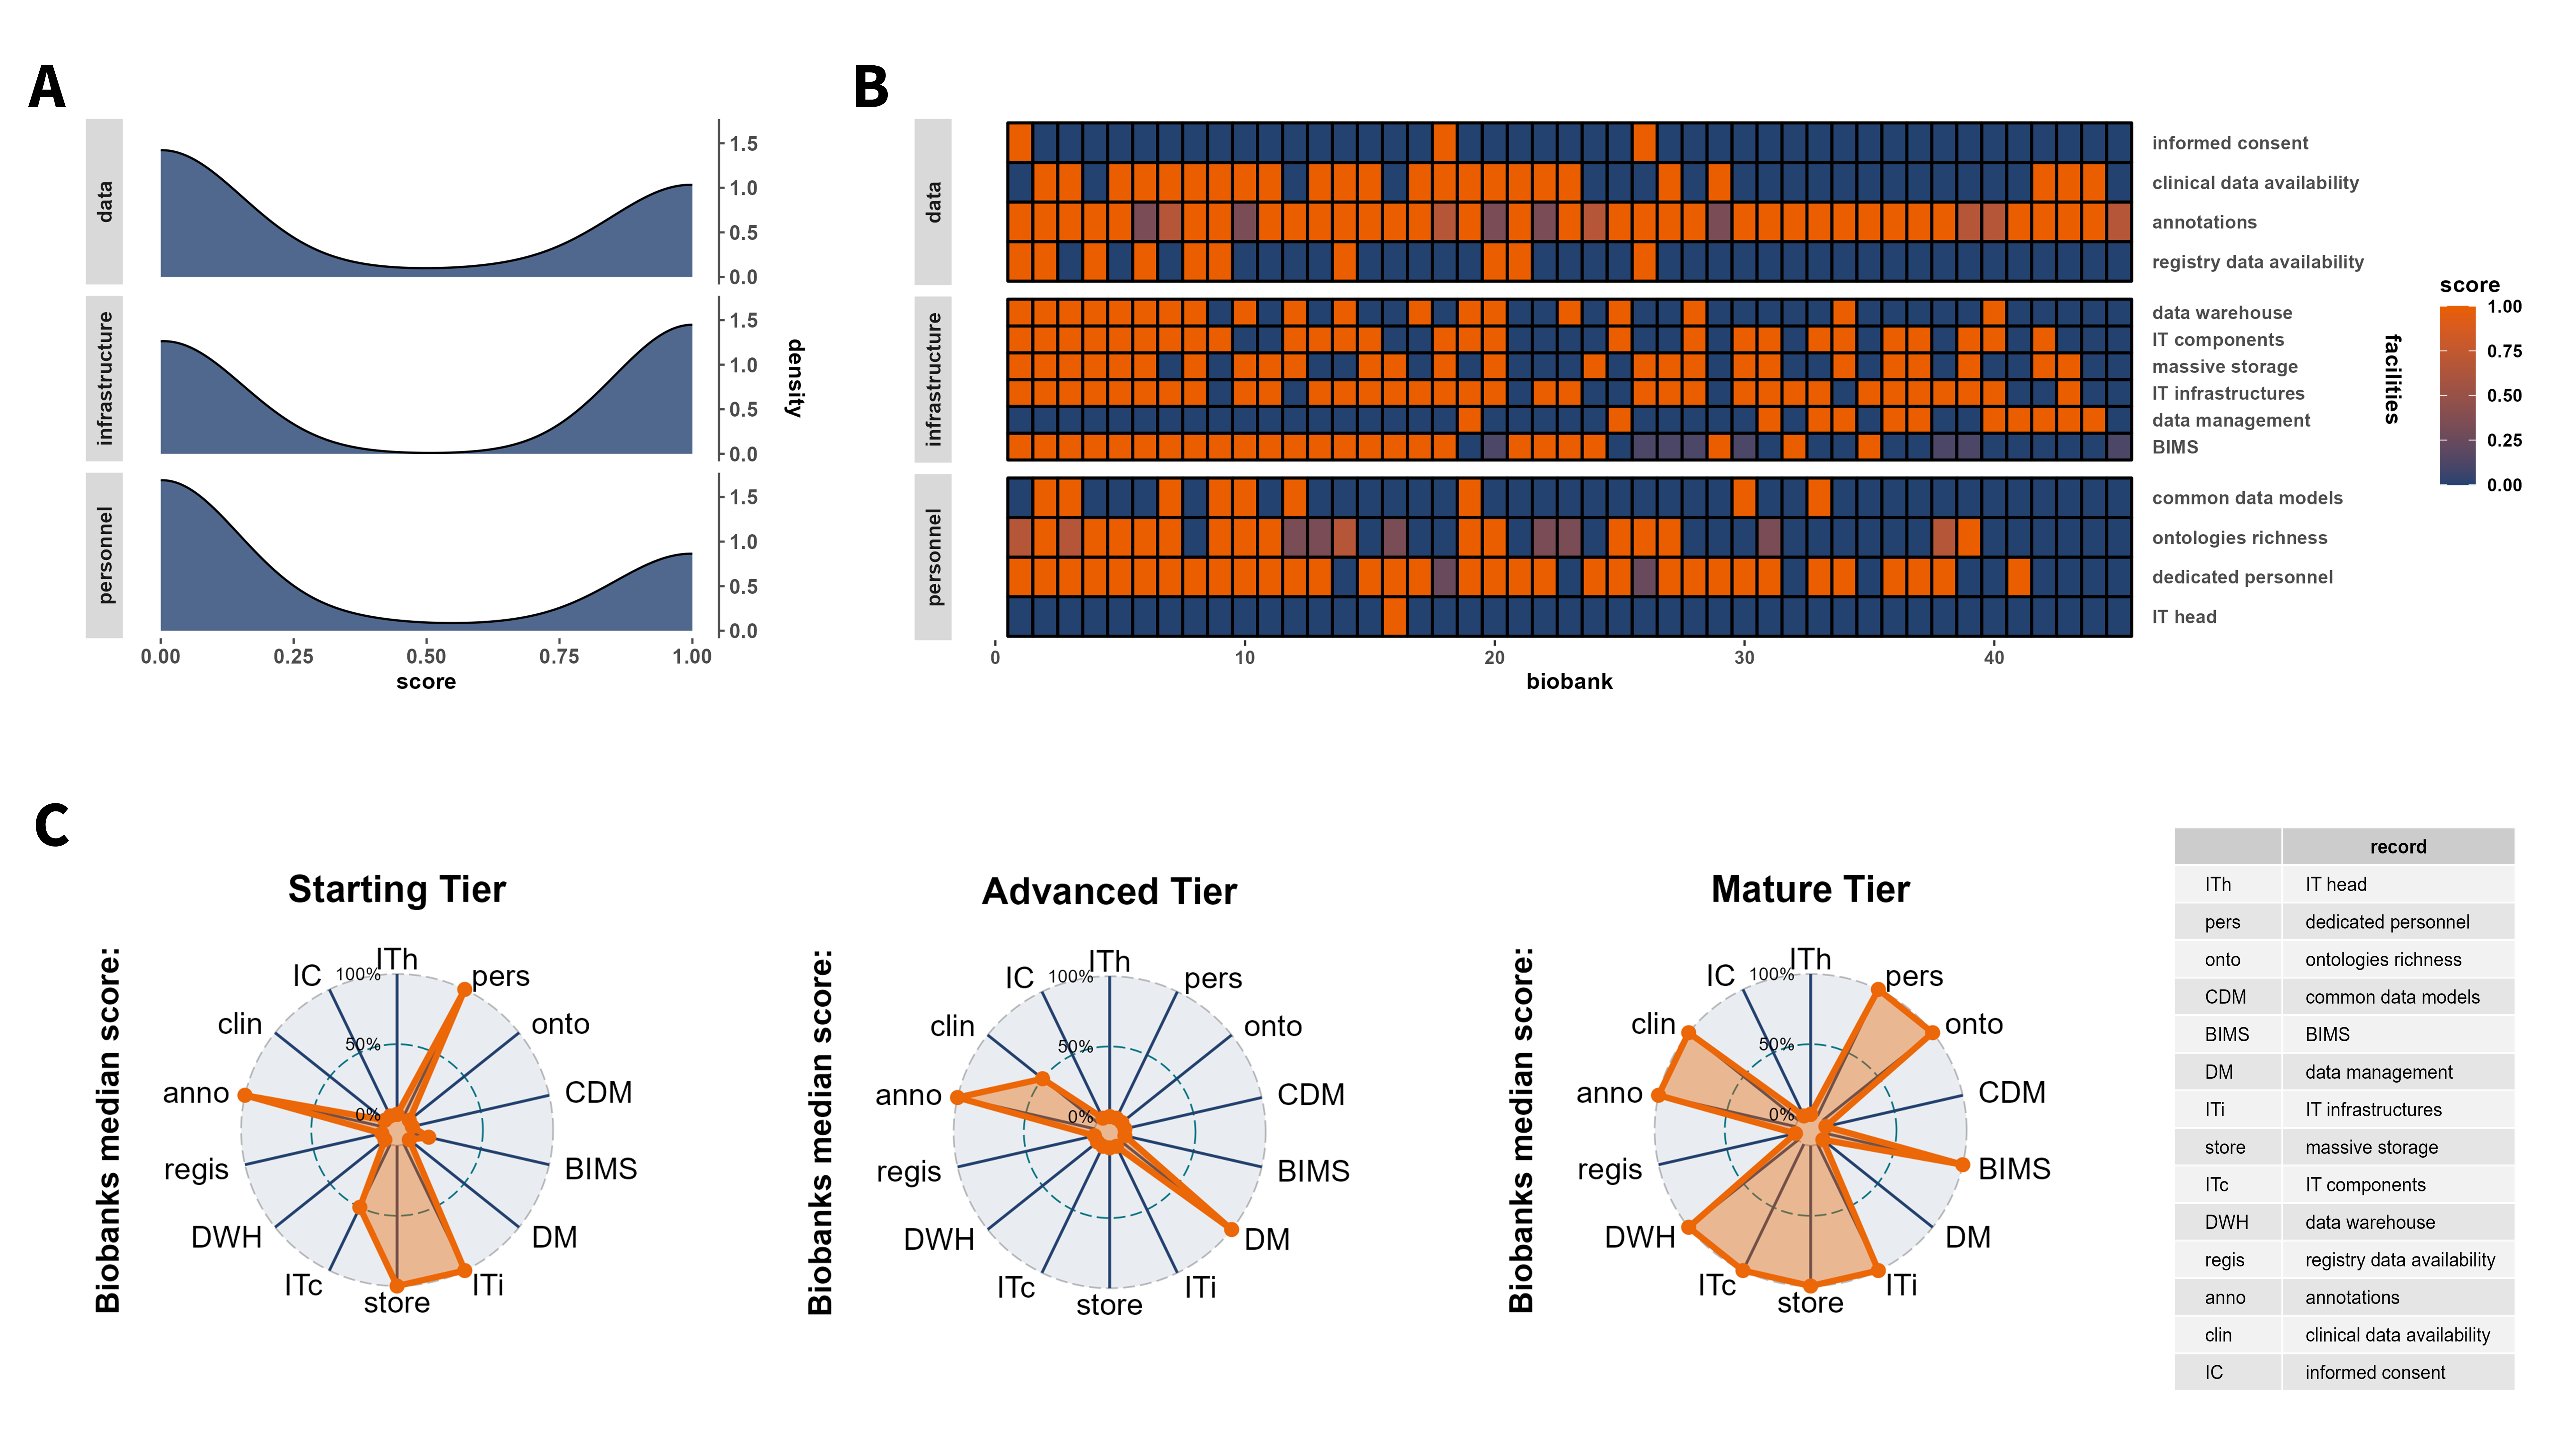 A
B
data
infrastructure
personnel
1.5
1.0
0.5
0.0
1.5
1.0
0.5
0.0
1.5
1.0
0.5
0.0
density
0.00
0.25
0.50
0.75
1.00
score
data
infrastructure
personnel
informed consent
clinical data availability
annotations
registry data availability
data warehouse
IT components
massive storage
IT infrastructures
data management
BIMS
common data models
ontologies richness
dedicated personnel
IT head
facilities
0
10
20
30
40
biobank
score
1.00
0.75
0.50
0.25
0.00
C
Starting Tier
Biobanks median score:
ITh
pers
onto
CDM
BIMS
DM
ITi
store
ITc
DWH
regis
anno
clin
IC
100%
50%
0%
Advanced Tier
Biobanks median score:
ITh
pers
onto
CDM
BIMS
DM
ITi
store
ITc
DWH
regis
anno
clin
IC
100%
50%
0%
Mature Tier
Biobanks median score:
ITh
pers
onto
CDM
BIMS
DM
ITi
store
ITc
DWH
regis
anno
clin
IC
100%
50%
0%
record
ITh IT head
pers dedicated personnel
onto ontologies richness
CDM common data models
BIMS BIMS
DM data management
ITi IT infrastructures
store massive storage
ITc IT components
DWH data warehouse
regis registry data availability
anno annotations
clin clinical data availability
IC informed consent